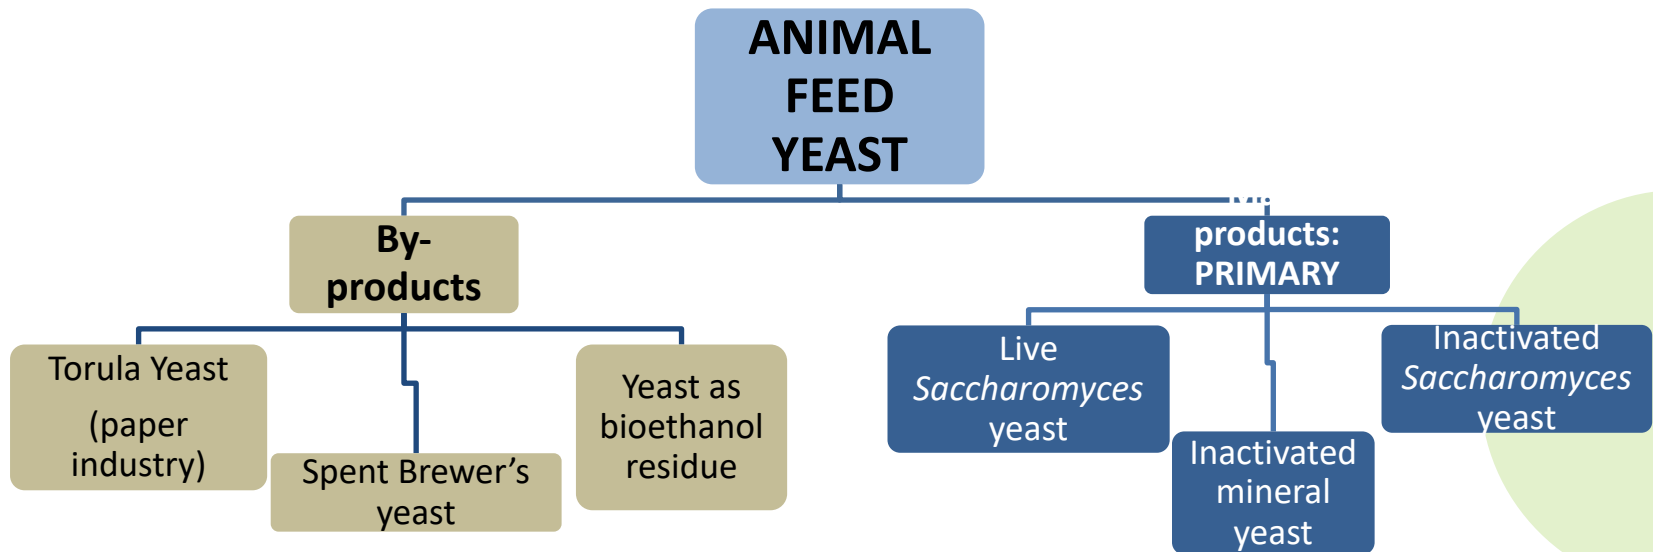 ANIMAL
FEED
YEAST
By-
products
products:
PRIMARY
Torula Yeast
(paper
industry)
Spent Brewer’s
yeast
Yeast as
bioethanol
residue
Live
Saccharomyces
yeast
Inactivated
mineral
yeast
Inactivated
Saccharomyces
yeast